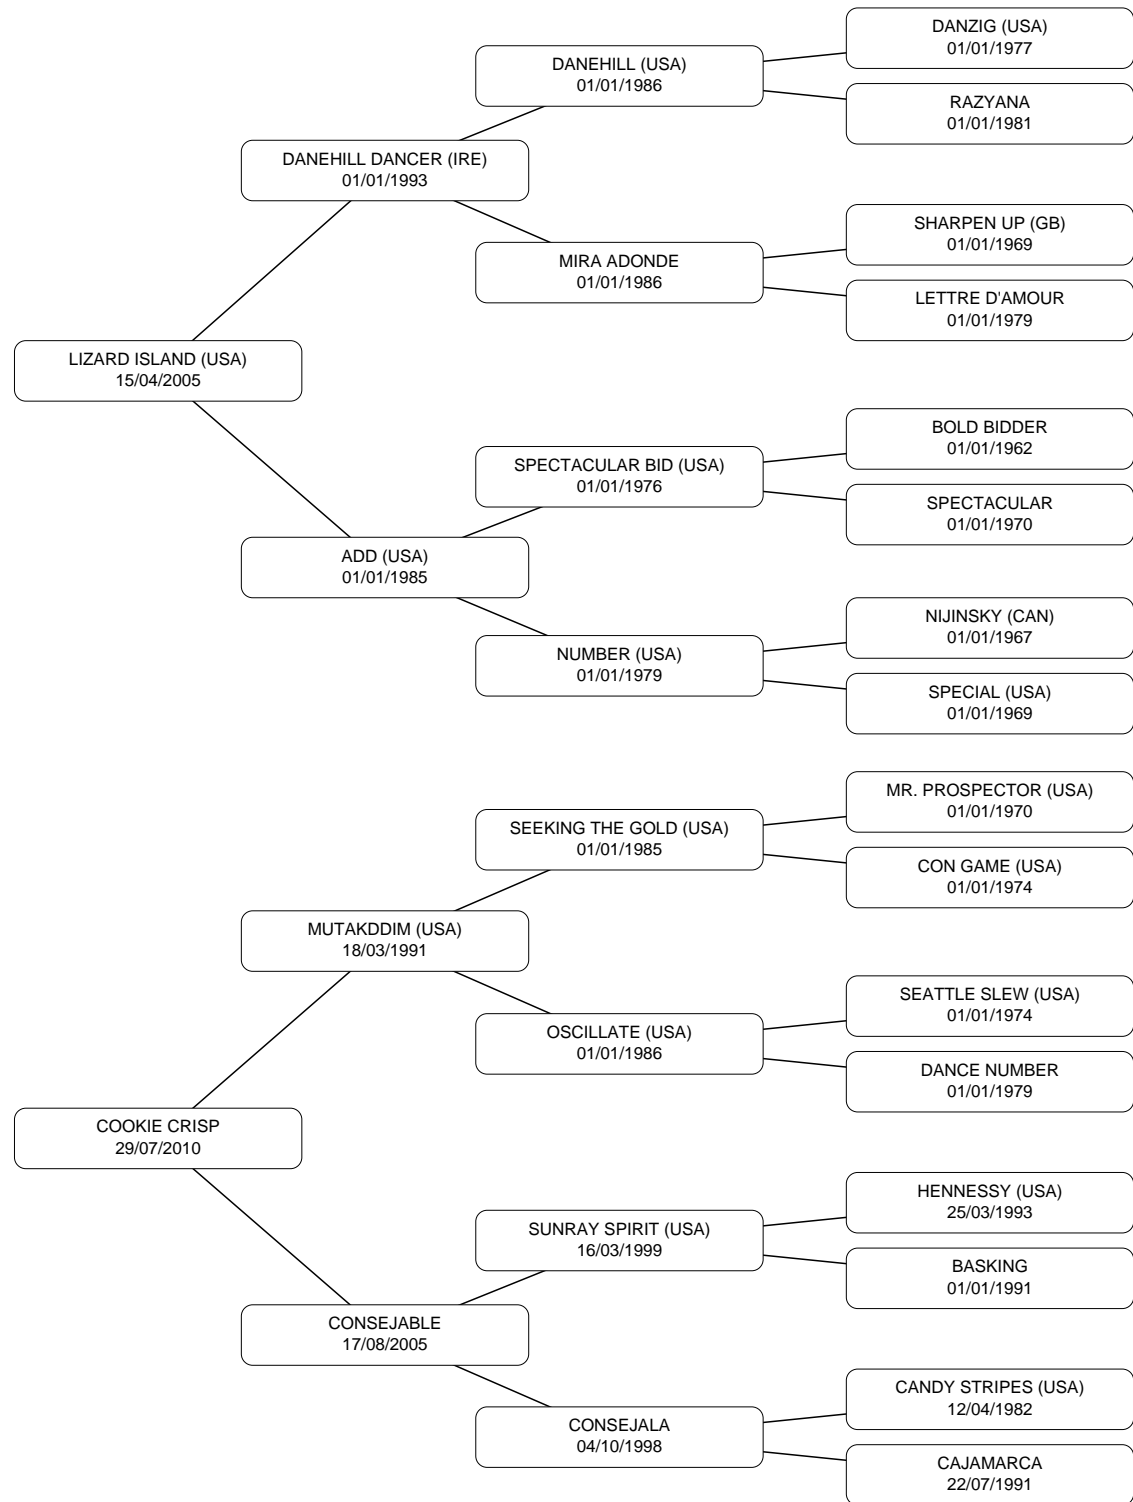 DANZIG (USA)
01/01/1977
DANEHILL (USA)
01/01/1986
RAZYANA
01/01/1981
DANEHILL DANCER (IRE)
01/01/1993
SHARPEN UP (GB)
01/01/1969
MIRA ADONDE
01/01/1986
LETTRE D'AMOUR
01/01/1979
LIZARD ISLAND (USA)
15/04/2005
BOLD BIDDER
01/01/1962
SPECTACULAR BID (USA)
01/01/1976
SPECTACULAR
01/01/1970
ADD (USA)
01/01/1985
NIJINSKY (CAN)
01/01/1967
NUMBER (USA)
01/01/1979
SPECIAL (USA)
01/01/1969
MR. PROSPECTOR (USA)
01/01/1970
SEEKING THE GOLD (USA)
01/01/1985
CON GAME (USA)
01/01/1974
MUTAKDDIM (USA)
18/03/1991
SEATTLE SLEW (USA)
01/01/1974
OSCILLATE (USA)
01/01/1986
DANCE NUMBER
01/01/1979
COOKIE CRISP
29/07/2010
HENNESSY (USA)
25/03/1993
SUNRAY SPIRIT (USA)
16/03/1999
BASKING
01/01/1991
CONSEJABLE
17/08/2005
CANDY STRIPES (USA)
12/04/1982
CONSEJALA
04/10/1998
CAJAMARCA
22/07/1991